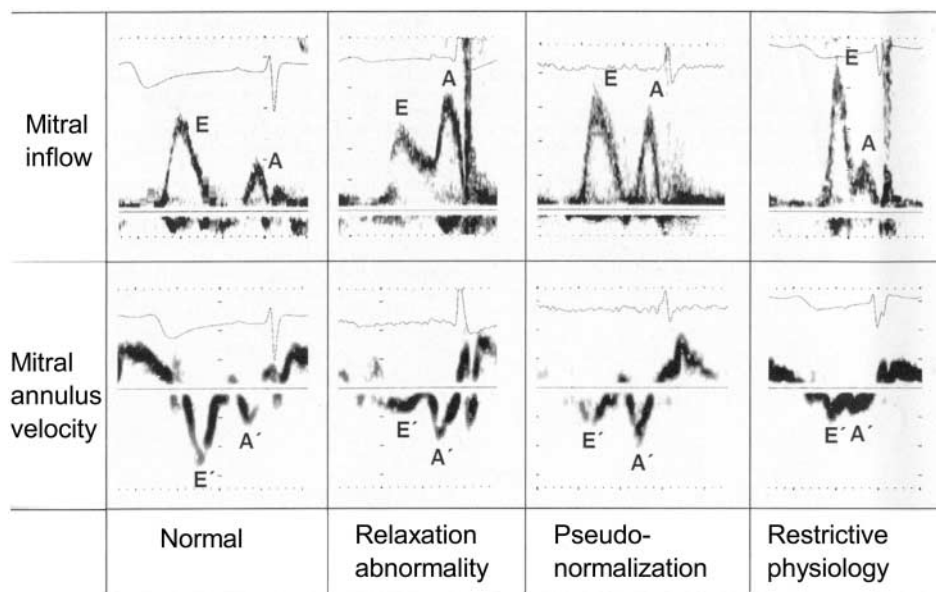 E A
E A
E A
E A
Mitral
inflow
E´ A´
E´ A´
E´ A´
E´ A´
Mitral
annulus
velocity
Normal
Relaxation
abnormality
Pseudo-
normalization
Restrictive
physiology